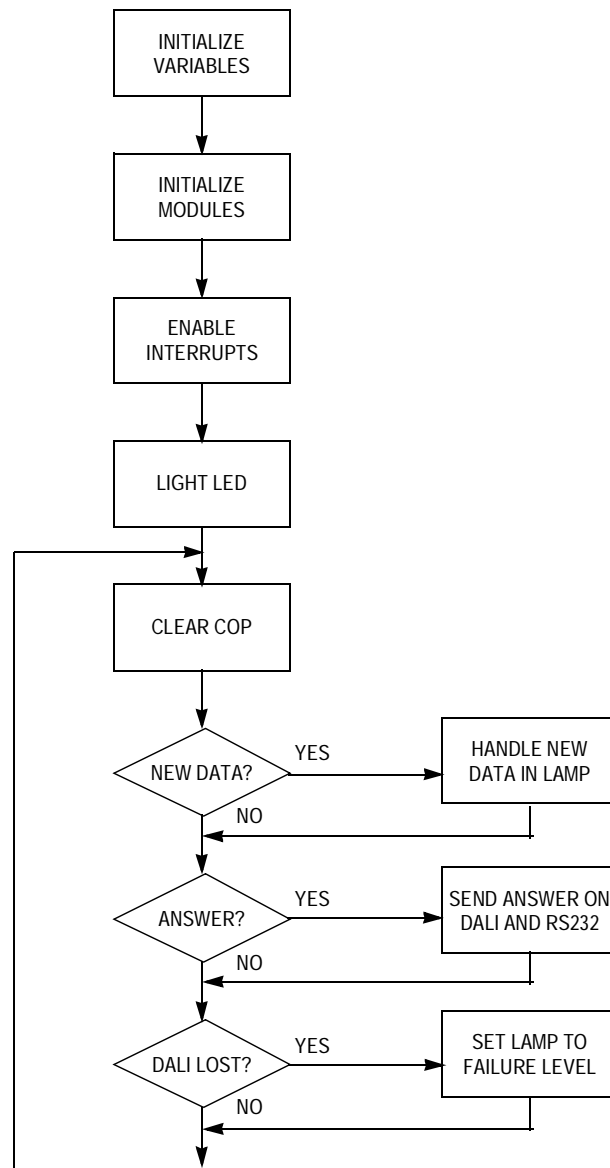 INITIALIZE
VARIABLES
INITIALIZE
MODULES
ENABLE
INTERRUPTS
LIGHT LED
CLEAR COP
NEW DATA?
YES
HANDLE NEW
DATA IN LAMP
NO
ANSWER?
YES
SEND ANSWER ON
DALI AND RS232
NO
DALI LOST?
YES
SET LAMP TO
FAILURE LEVEL
NO